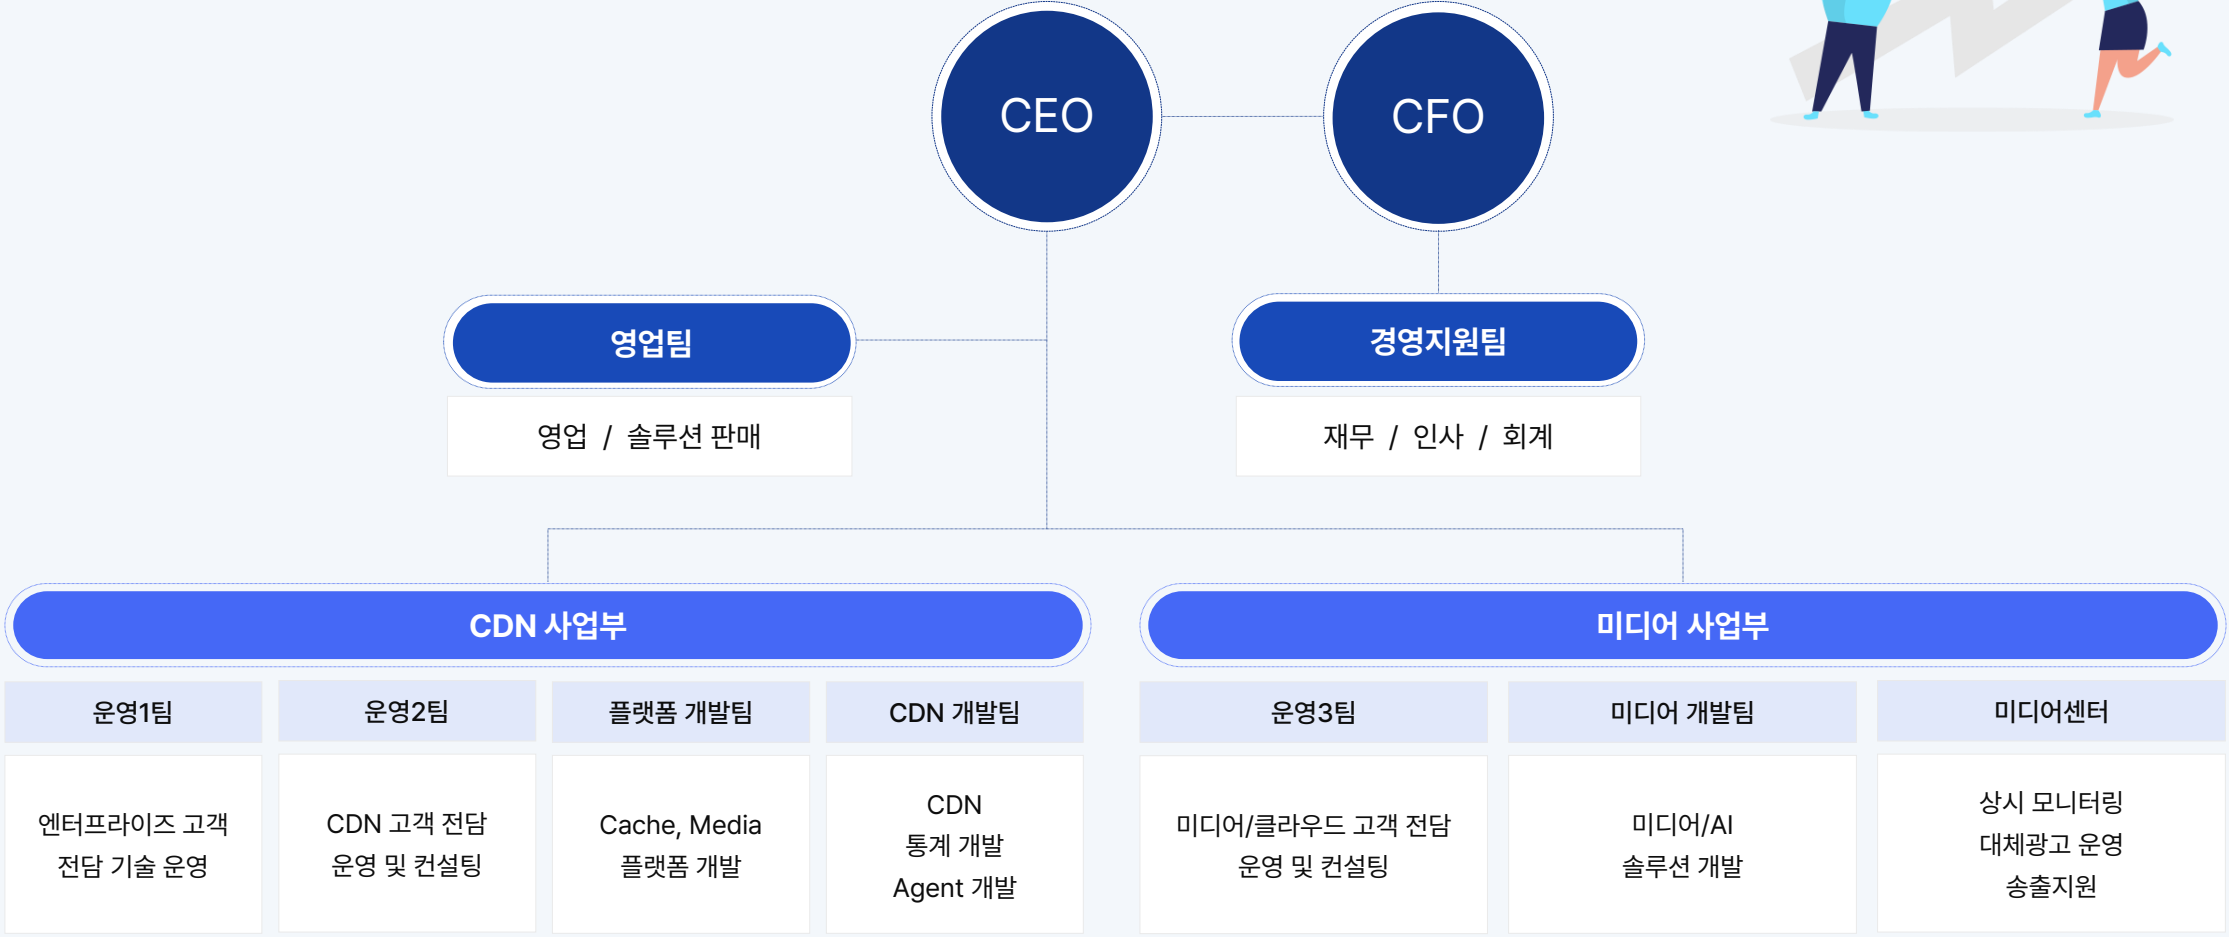 CEO
CFO
영업팀
경영지원팀
영업 / 솔루션 판매
재무 / 인사 / 회계
CDN 사업부
운영1팀
엔터프라이즈 고객
전담 기술 운영
운영2팀
CDN 고객 전담
운영 및 컨설팅
플랫폼 개발팀
Cache, Media
플랫폼 개발
CDN 개발팀
CDN
통계 개발
Agent 개발
미디어 사업부
운영3팀
미디어/클라우드 고객 전담
운영 및 컨설팅
미디어 개발팀
미디어/AI
솔루션 개발
미디어센터
상시 모니터링
대체광고 운영
송출지원